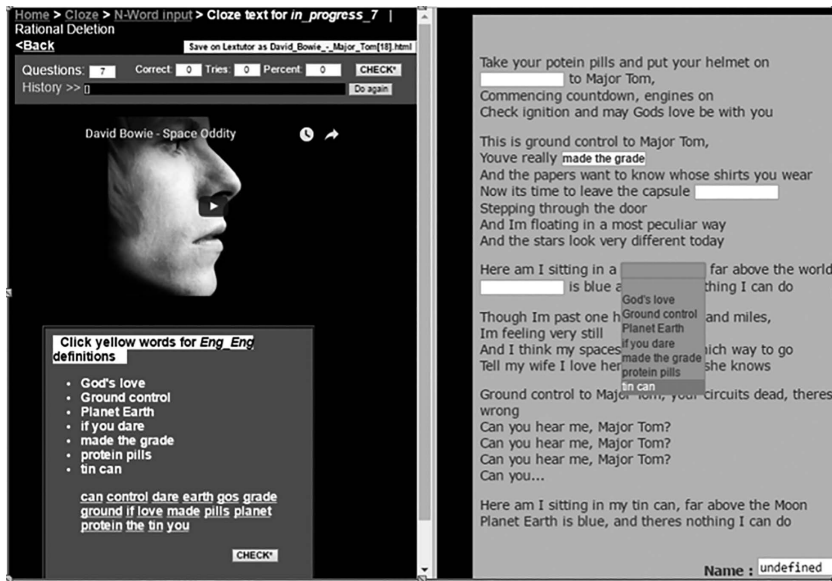 Home > Cloze > N-Word input > Cloze text for in_progress_7 |
Rational Deletion
<Back
Save on Lextutor as David_Bowie_-_Major_Tom[18].html
Questions: 7 Correct: 0 Tries: 0 Percent: 0 CHECK*
History >> [] Do again
David Bowie - Space Oddity
Click yellow words for Eng_Eng
definitions
• God's love
• Ground control
• Planet Earth
• if you dare
• made the grade
• protein pills
• tin can
can control dare earth gos grade
ground if love made pills planet
protein the tin you
CHECK*
Take your potein pills and put your helmet on
to Major Tom,
Commencing countdown, engines on
Check ignition and may Gods love be with you
This is ground control to Major Tom,
Youve really made the grade
And the papers want to know whose shirts you wear
Now its time to leave the capsule
Stepping through the door
And Im floating in a most peculiar way
And the stars look very different today
Here am I sitting in a far above the world
is blue a thing I can do
God's love
Ground control
Planet Earth
if you dare
made the grade
protein pills
tin can
Though Im past one h and miles,
Im feeling very still
And I think my spaces hich way to go
Tell my wife I love her she knows
Ground control to Major Tom, your circuits dead, theres
wrong
Can you hear me, Major Tom?
Can you hear me, Major Tom?
Can you hear me, Major Tom?
Can you...
Here am I sitting in my tin can, far above the Moon
Planet Earth is blue, and theres nothing I can do
Name : undefined